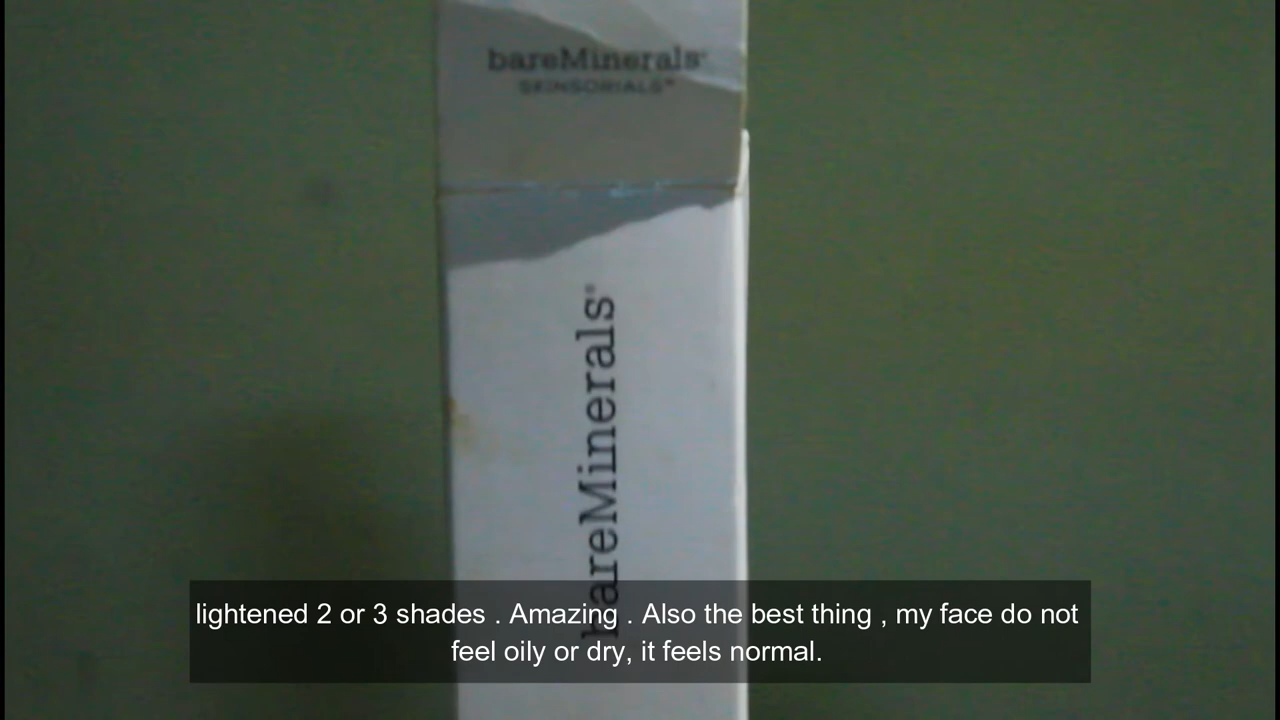 bareMinerals®
SKINSORIALS™
bareMinerals®
lightened 2 or 3 shades . Amazing . Also the best thing , my face do not
feel oily or dry, it feels normal.